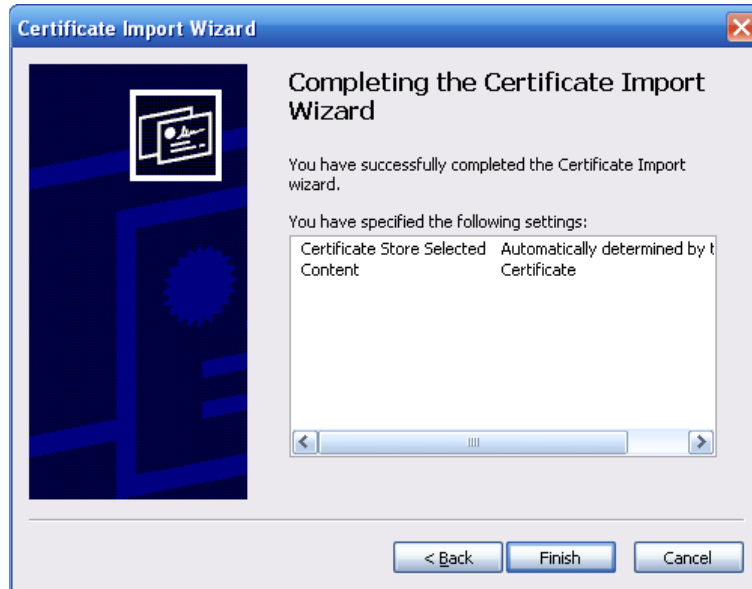 Certificate Import Wizard
Completing the Certificate Import
Wizard
You have successfully completed the Certificate Import
wizard.
You have specified the following settings:
Certificate Store Selected Automatically determined by t
Content Certificate
< Back Finish Cancel